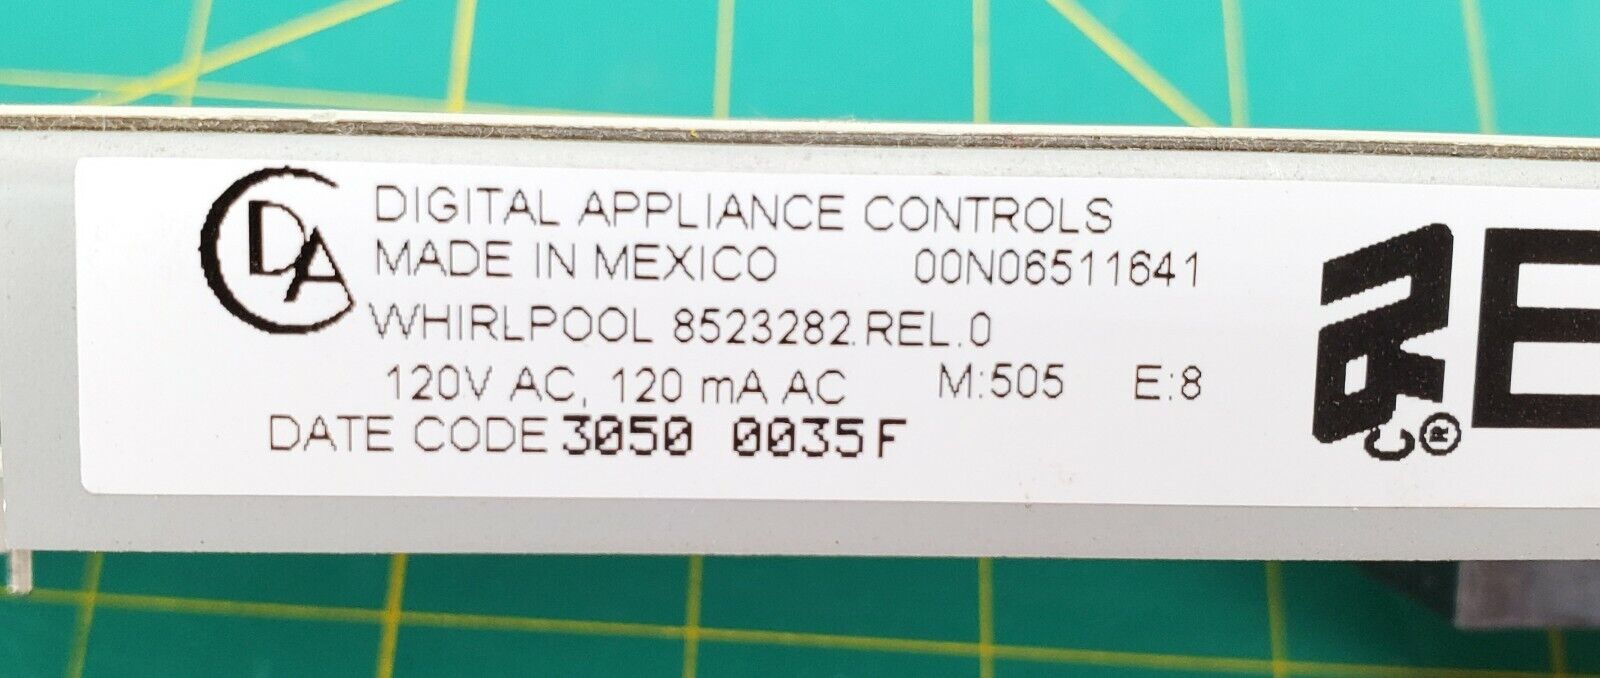 DA
DIGITAL APPLIANCE CONTROLS
MADE IN MEXICO 00N06511641
WHIRLPOOL 8523282.REL.0
120V AC, 120 mA AC M:505 E:8
DATE CODE 3050 0035F
C ®
E